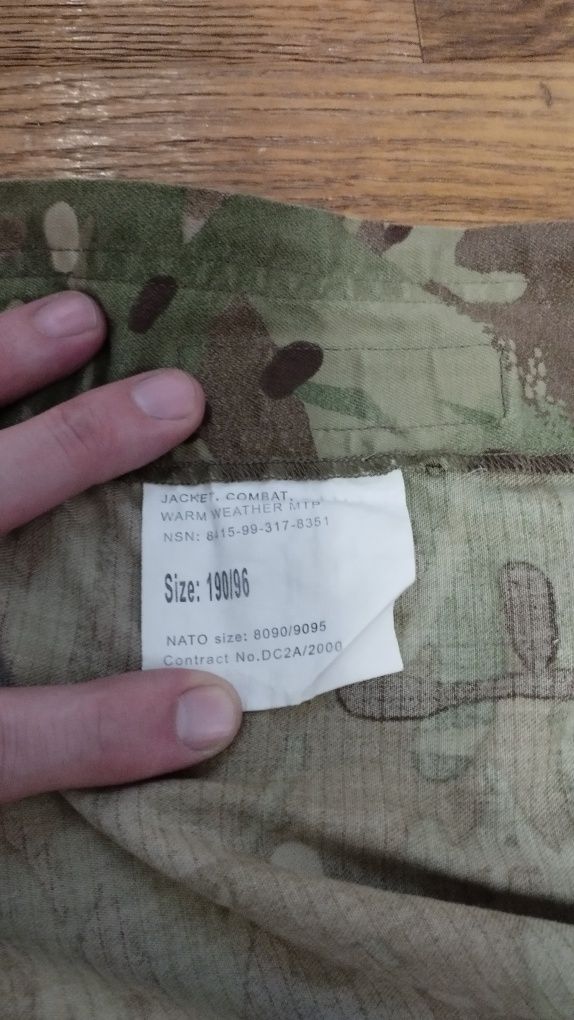 JACKET, COMBAT,
WARM WEATHER MTP
NSN: 8415-99-317-8351
Size: 190/96
NATO size: 8090/9095
Contract No.DC2A/2000